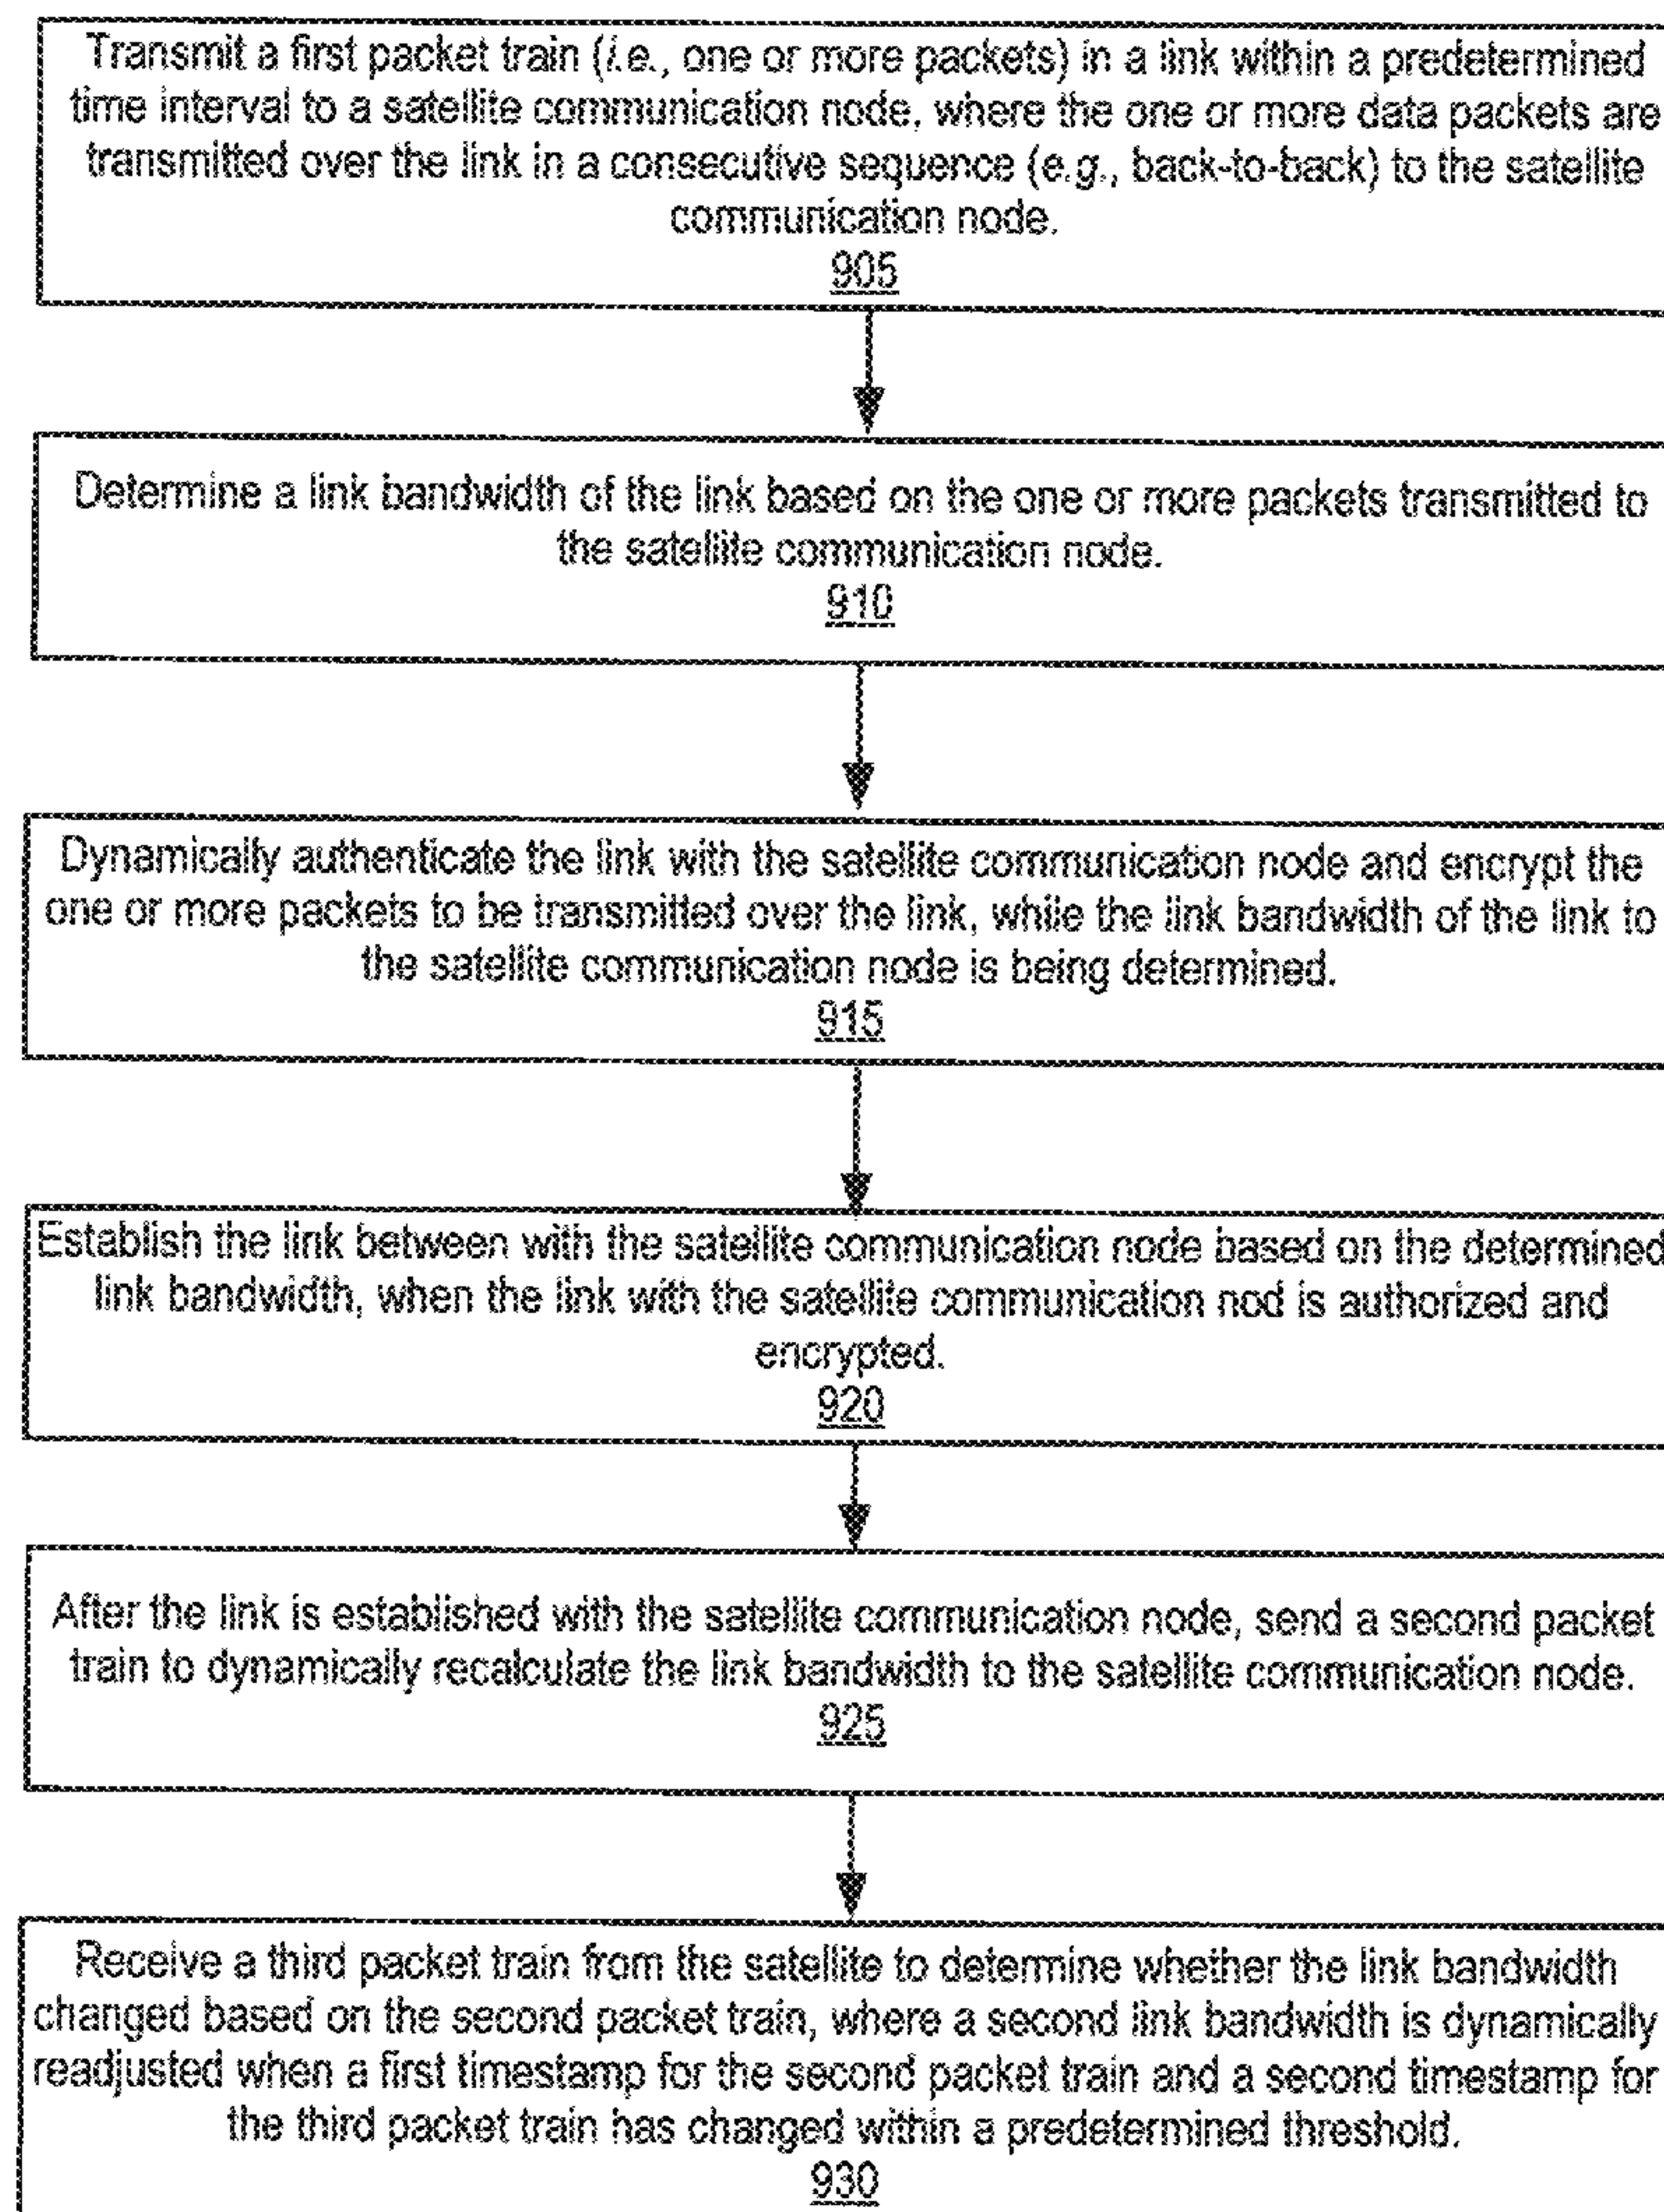 Transmit a first packet train (i.e., one or more packets) in a link within a predetermined
time interval to a satellite communication node, where the one or more data packets are
transmitted over the link in a consecutive sequence (e.g., back-to-back) to the satellite
communication node.
905
Determine a link bandwidth of the link based on the one or more packets transmitted to
the satellite communication node.
910
Dynamically authenticate the link with the satellite communication node and encrypt the
one or more packets to be transmitted over the link, while the link bandwidth of the link to
the satellite communication node is being determined.
915
Establish the link between with the satellite communication node based on the determined
link bandwidth, when the link with the satellite communication nod is authorized and
encrypted.
920
After the link is established with the satellite communication node, send a second packet
train to dynamically recalculate the link bandwidth to the satellite communication node.
925
Receive a third packet train from the satellite to determine whether the link bandwidth
changed based on the second packet train, where a second link bandwidth is dynamically
readjusted when a first timestamp for the second packet train and a second timestamp for
the third packet train has changed within a predetermined threshold.
930